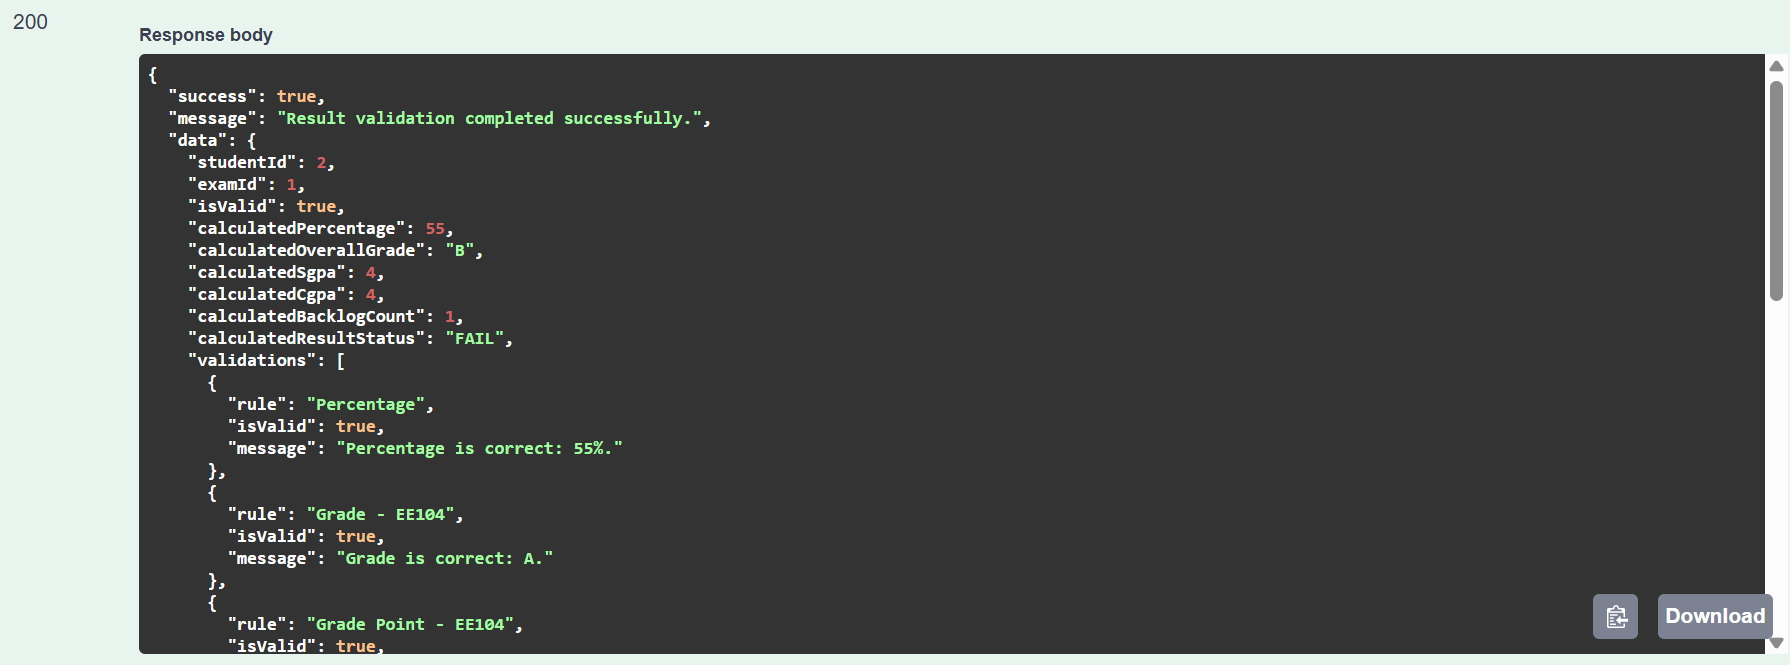 200
Response body
{
  "success": true,
  "message": "Result validation completed successfully.",
  "data": {
    "studentId": 2,
    "examId": 1,
    "isValid": true,
    "calculatedPercentage": 55,
    "calculatedOverallGrade": "B",
    "calculatedSgpa": 4,
    "calculatedCgpa": 4,
    "calculatedBacklogCount": 1,
    "calculatedResultStatus": "FAIL",
    "validations": [
      {
        "rule": "Percentage",
        "isValid": true,
        "message": "Percentage is correct: 55%."
      },
      {
        "rule": "Grade - EE104",
        "isValid": true,
        "message": "Grade is correct: A."
      },
      {
        "rule": "Grade Point - EE104",
        "isValid": true,
Download